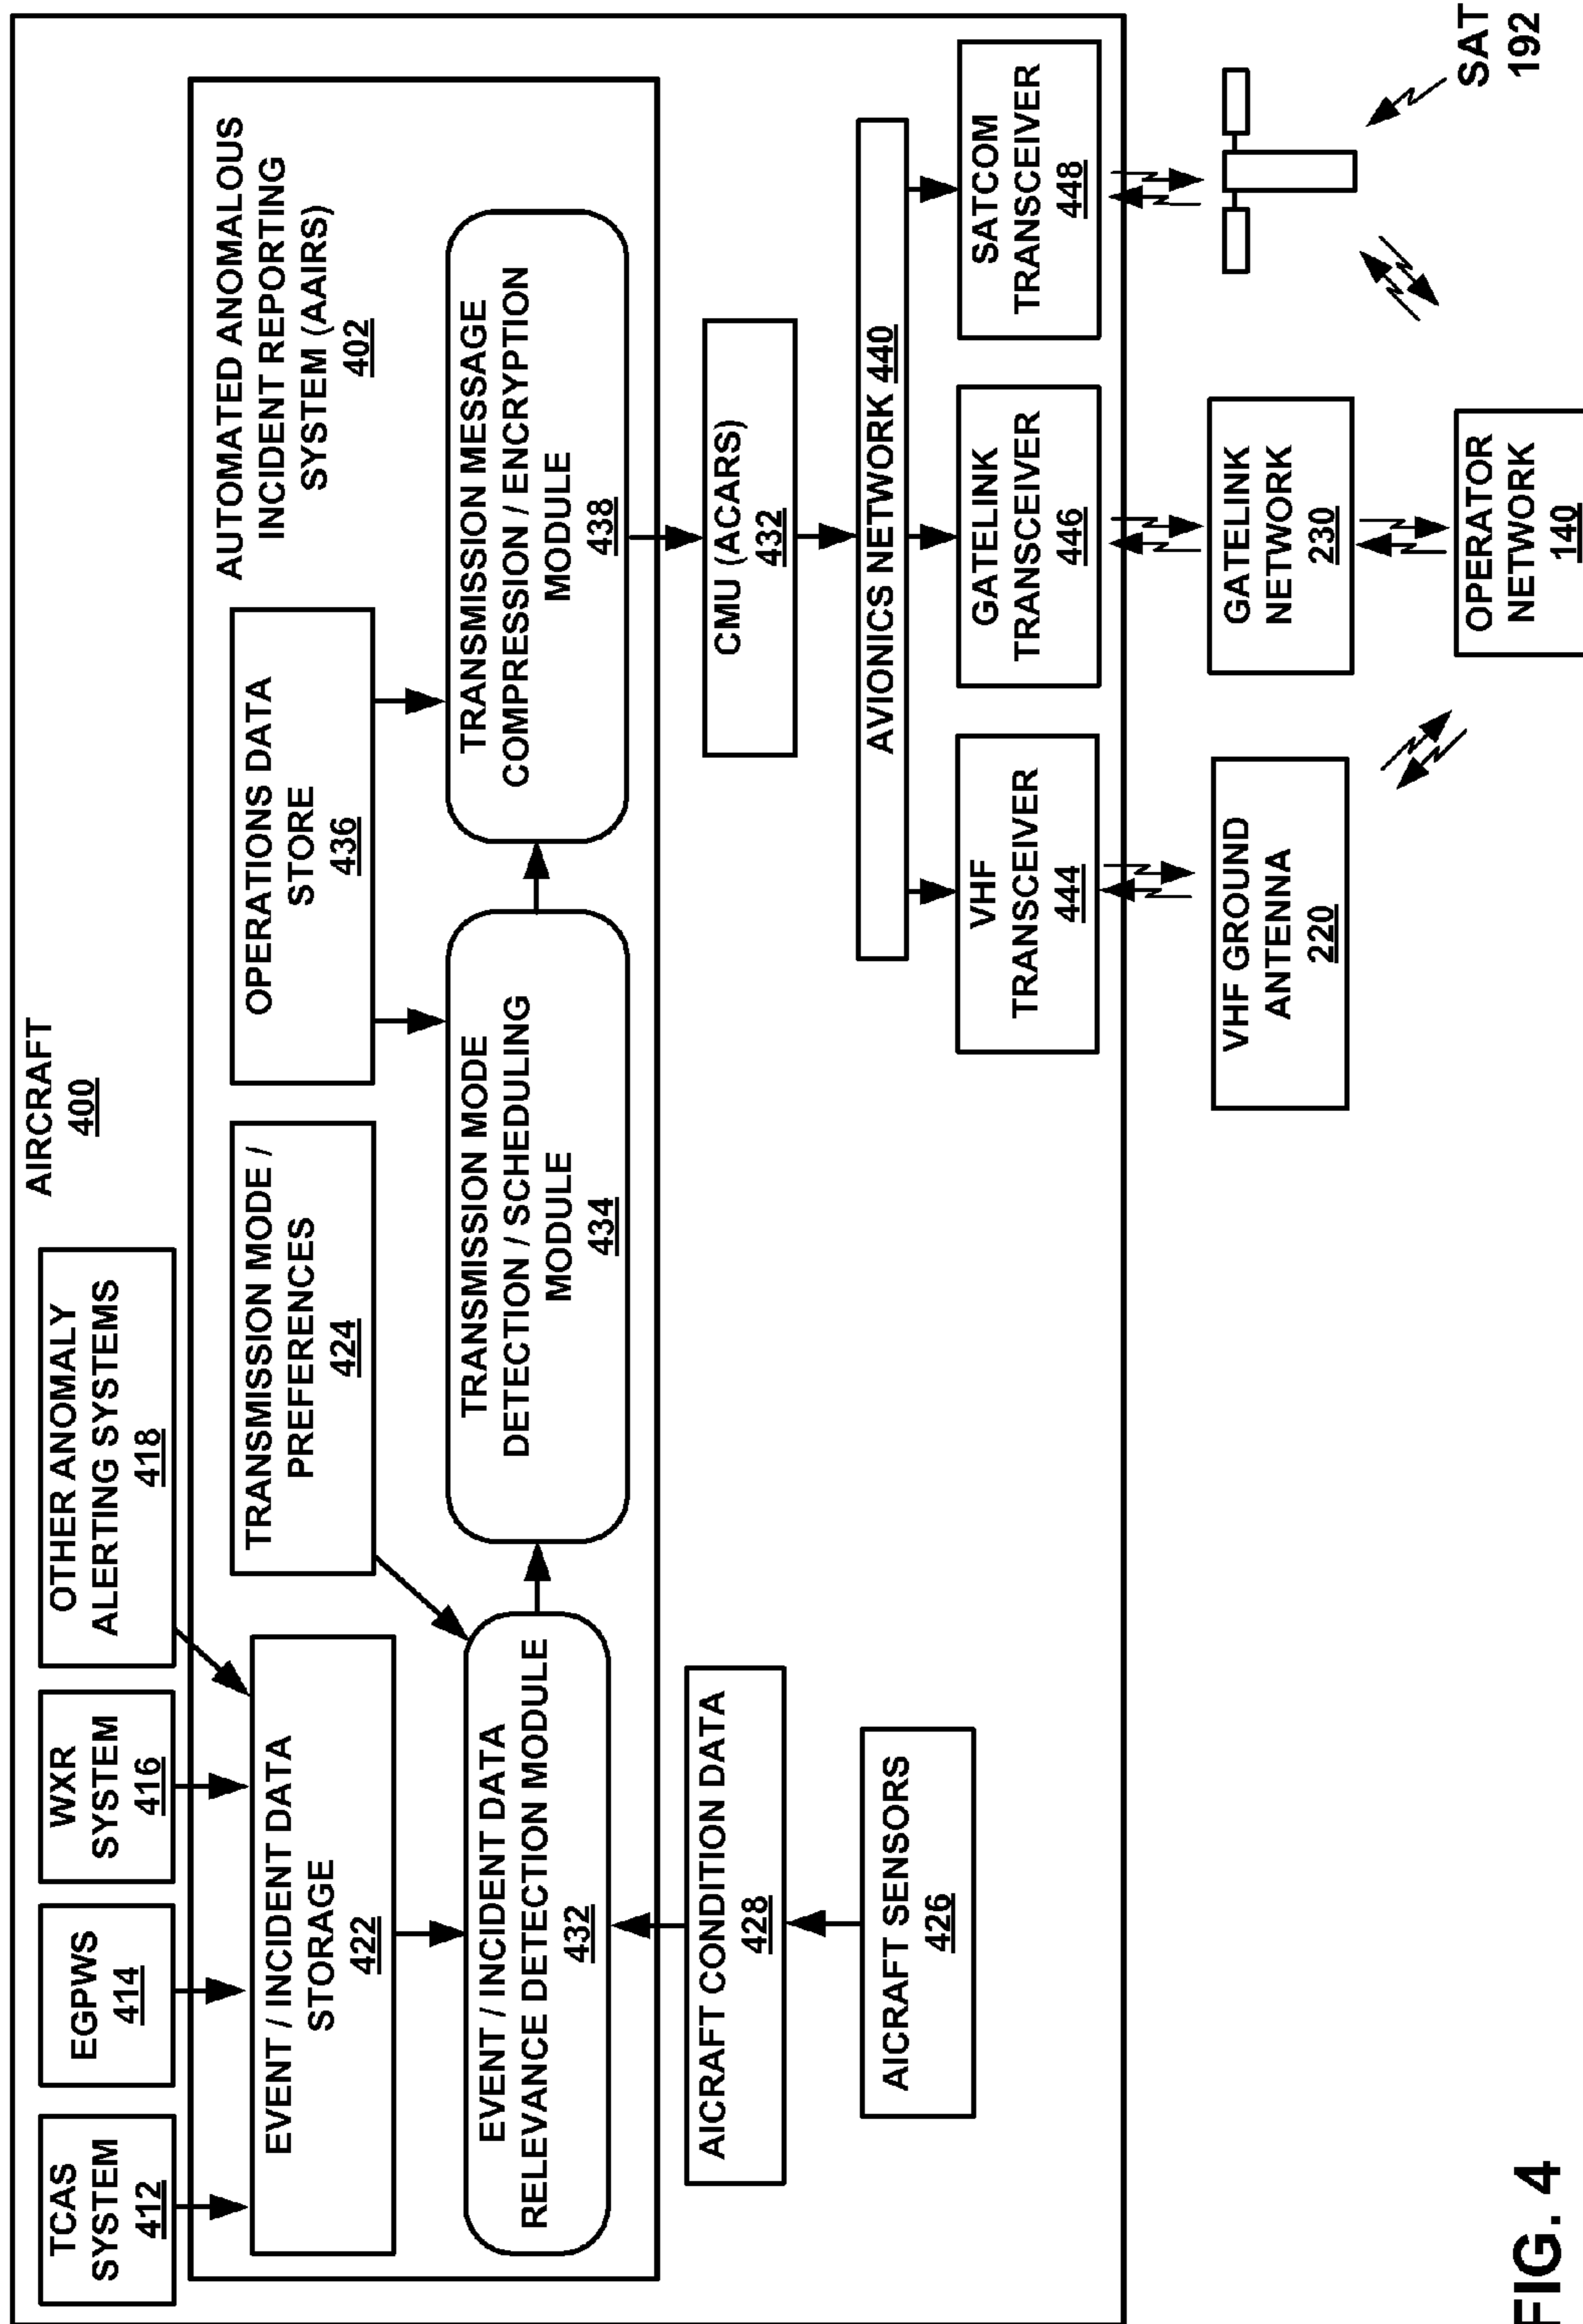 AIRCRAFT
400
TCAS
SYSTEM
412
EGPWS
414
WXR
SYSTEM
416
OTHER ANOMALY
ALERTING SYSTEMS
418
AUTOMATED ANOMALOUS
INCIDENT REPORTING
SYSTEM (AAIRS)
402
EVENT / INCIDENT DATA
STORAGE
422
TRANSMISSION MODE /
PREFERENCES
424
OPERATIONS DATA
STORE
436
EVENT / INCIDENT DATA
RELEVANCE DETECTION MODULE
432
TRANSMISSION MODE
DETECTION / SCHEDULING
MODULE
434
TRANSMISSION MESSAGE
COMPRESSION / ENCRYPTION
MODULE
438
AICRAFT CONDITION DATA
428
AICRAFT SENSORS
426
CMU (ACARS)
432
AVIONICS NETWORK 440
VHF
TRANSCEIVER
444
GATELINK
TRANSCEIVER
446
SATCOM
TRANSCEIVER
448
VHF GROUND
ANTENNA
220
GATELINK
NETWORK
230
SAT
192
OPERATOR
NETWORK
140
FIG. 4